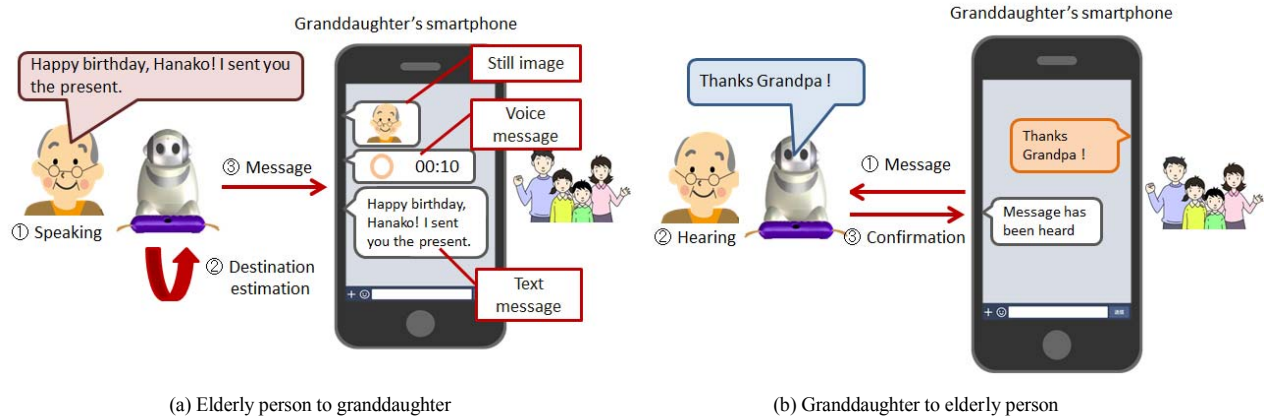 Granddaughter's smartphone
Happy birthday, Hanako! I sent you
the present.
Still image
Voice
message
③ Message
00:10
Happy birthday,
Hanako! I sent
you the present.
① Speaking
② Destination
estimation
Text
message
(a) Elderly person to granddaughter
Granddaughter's smartphone
Thanks Grandpa !
Thanks
Grandpa !
① Message
② Hearing
③ Confirmation
Message has
been heard
(b) Granddaughter to elderly person